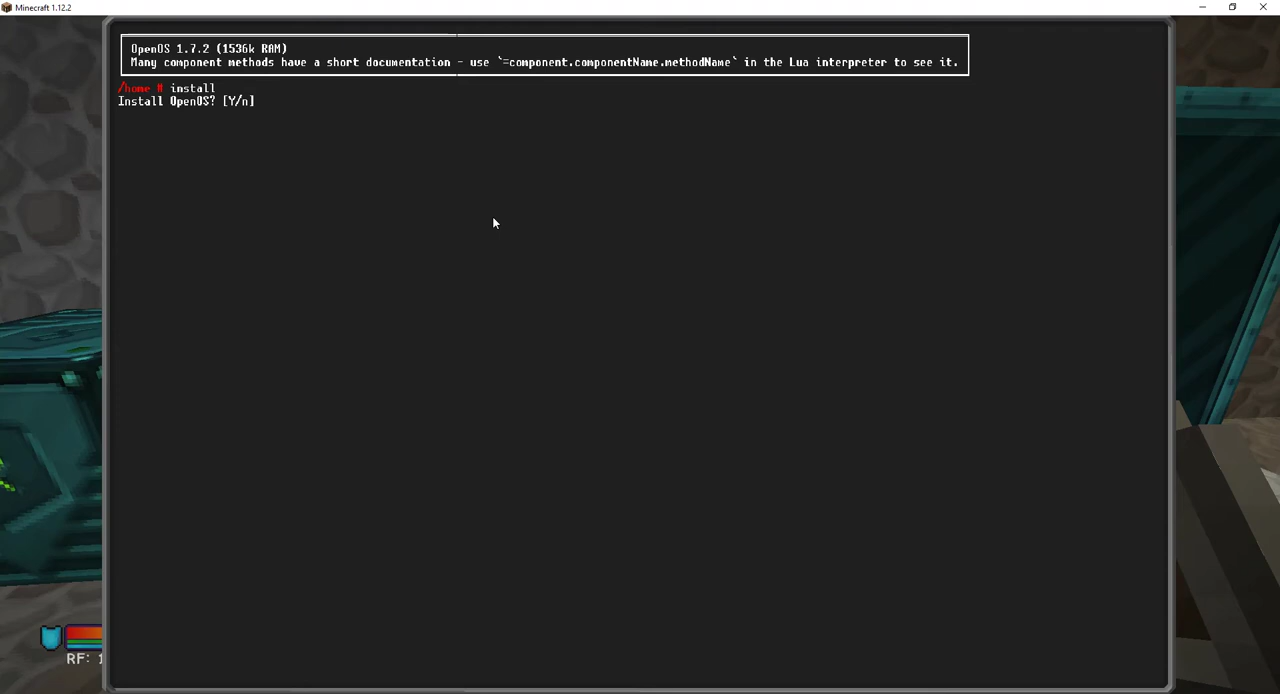 Minecraft 1.12.2
OpenOS 1.7.2 (1536k RAM)
Many component methods have a short documentation - use `=component.componentName.methodName` in the Lua interpreter to see it.
/home # install
Install OpenOS? [Y/n]
RF: 1